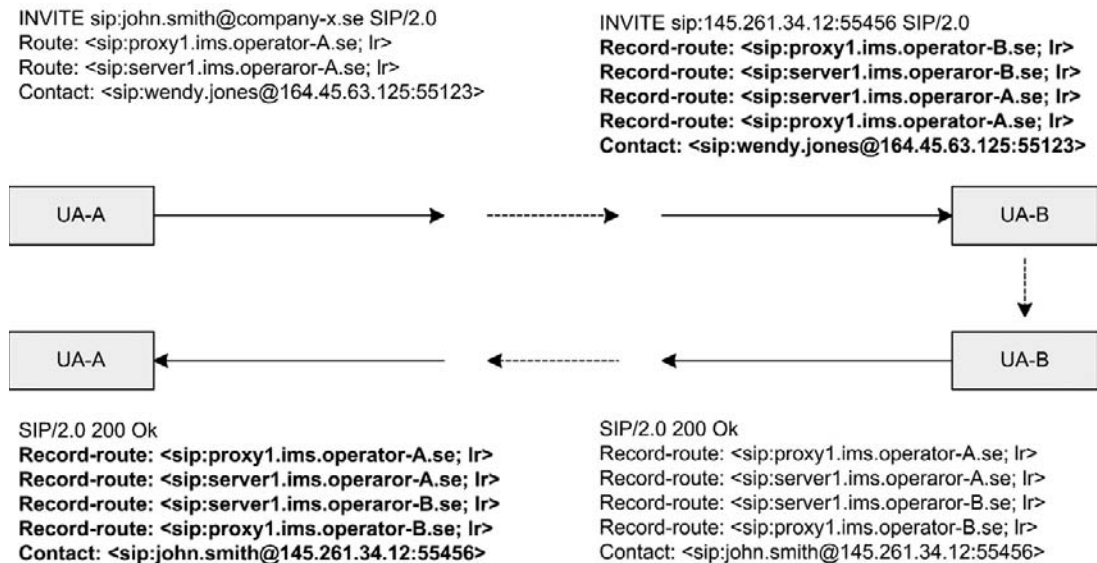 INVITE sip:john.smith@company-x.se SIP/2.0
Route: <sip:proxy1.ims.operator-A.se; lr>
Route: <sip:server1.ims.operaror-A.se; lr>
Contact: <sip:wendy.jones@164.45.63.125:55123>
INVITE sip:145.261.34.12:55456 SIP/2.0
Record-route: <sip:proxy1.ims.operator-B.se; lr>
Record-route: <sip:server1.ims.operaror-B.se; lr>
Record-route: <sip:server1.ims.operaror-A.se; lr>
Record-route: <sip:proxy1.ims.operator-A.se; lr>
Contact: <sip:wendy.jones@164.45.63.125:55123>
UA-A
UA-B
UA-A
UA-B
SIP/2.0 200 Ok
Record-route: <sip:proxy1.ims.operator-A.se; lr>
Record-route: <sip:server1.ims.operaror-A.se; lr>
Record-route: <sip:server1.ims.operaror-B.se; lr>
Record-route: <sip:proxy1.ims.operator-B.se; lr>
Contact: <sip:john.smith@145.261.34.12:55456>
SIP/2.0 200 Ok
Record-route: <sip:proxy1.ims.operator-A.se; lr>
Record-route: <sip:server1.ims.operaror-A.se; lr>
Record-route: <sip:server1.ims.operaror-B.se; lr>
Record-route: <sip:proxy1.ims.operator-B.se; lr>
Contact: <sip:john.smith@145.261.34.12:55456>